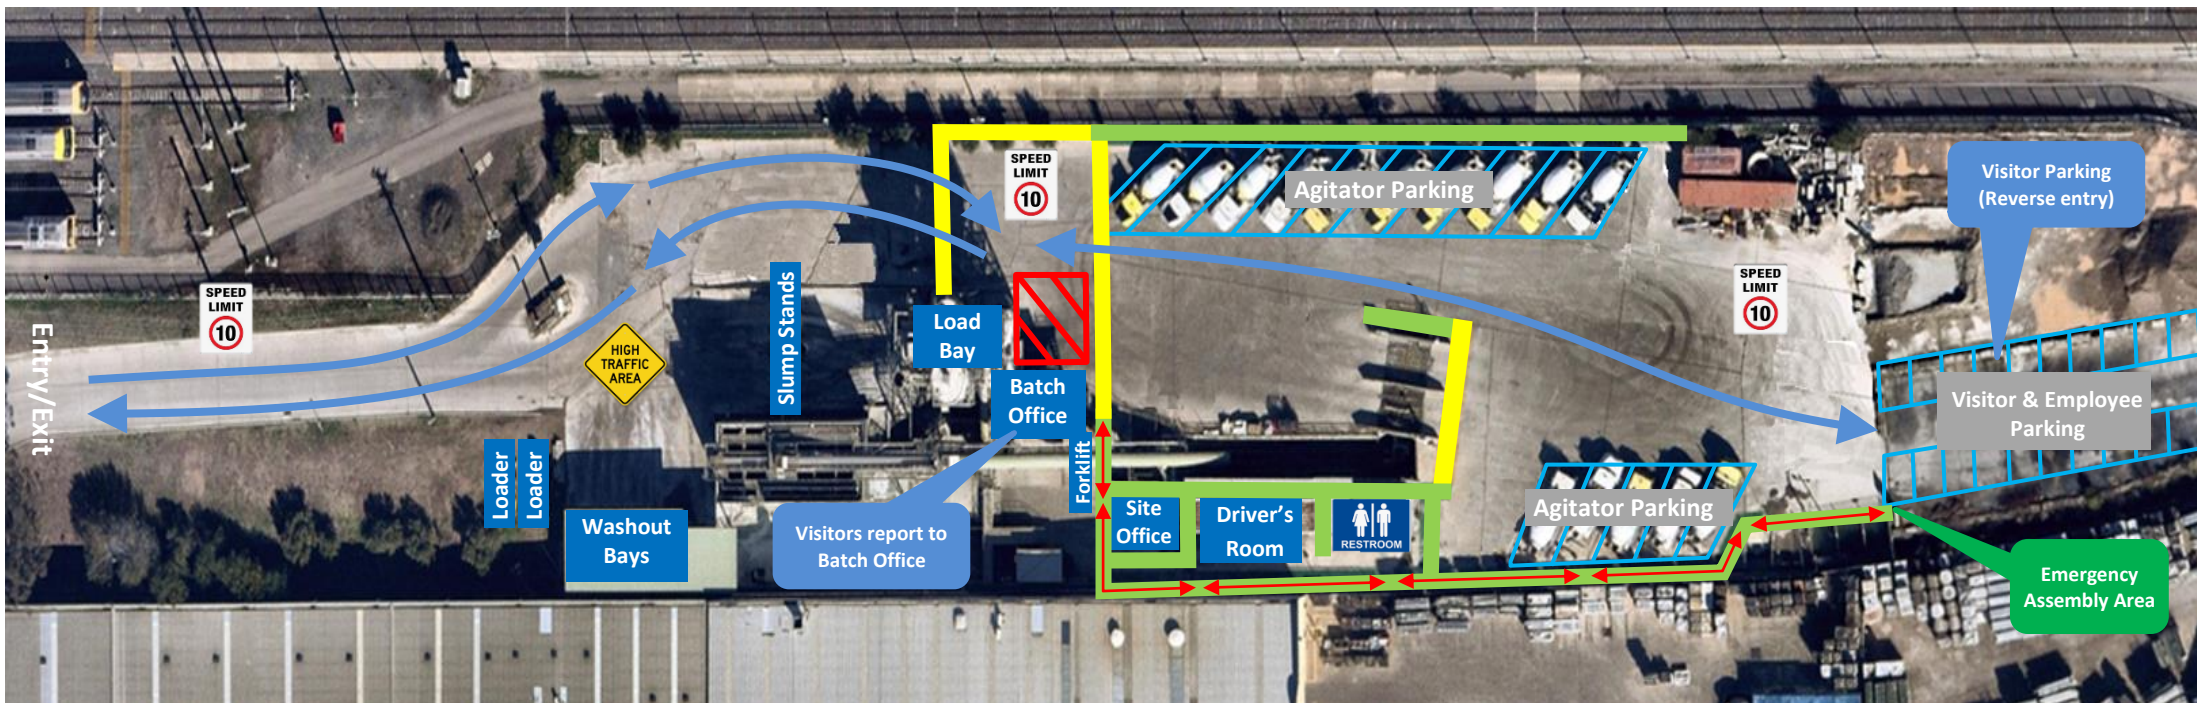 SPEED
LIMIT
10
Agitator Parking
Visitor Parking
(Reverse entry)
SPEED
LIMIT
10
SPEED
LIMIT
10
Entry/Exit
HIGH
TRAFFIC
AREA
Slump Stands
Load
Bay
Batch
Office
Visitor & Employee
Parking
Loader
Loader
Forklift
Washout
Bays
Visitors report to
Batch Office
Site
Office
Driver's
Room
RESTROOM
Agitator Parking
Emergency
Assembly Area